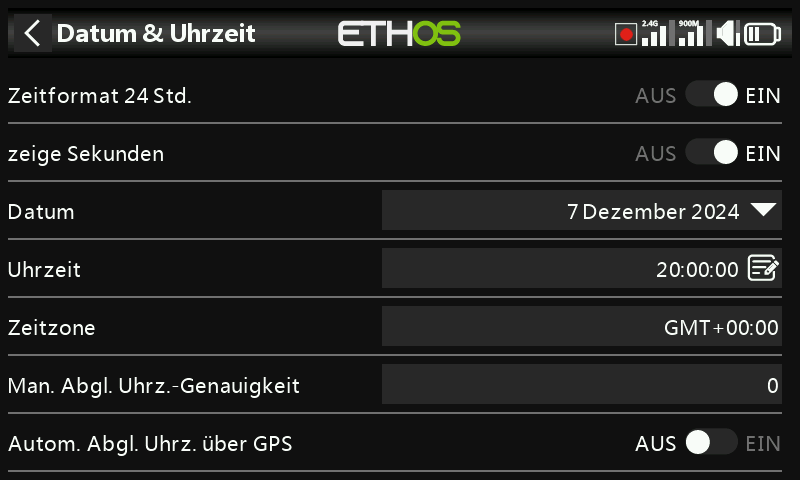 Datum & Uhrzeit ETHOS 2.4G 900M
Zeitformat 24 Std. AUS EIN
zeige Sekunden AUS EIN
Datum 7 Dezember 2024
Uhrzeit 20:00:00
Zeitzone GMT+00:00
Man. Abgl. Uhrz.-Genauigkeit 0
Autom. Abgl. Uhrz. über GPS AUS EIN